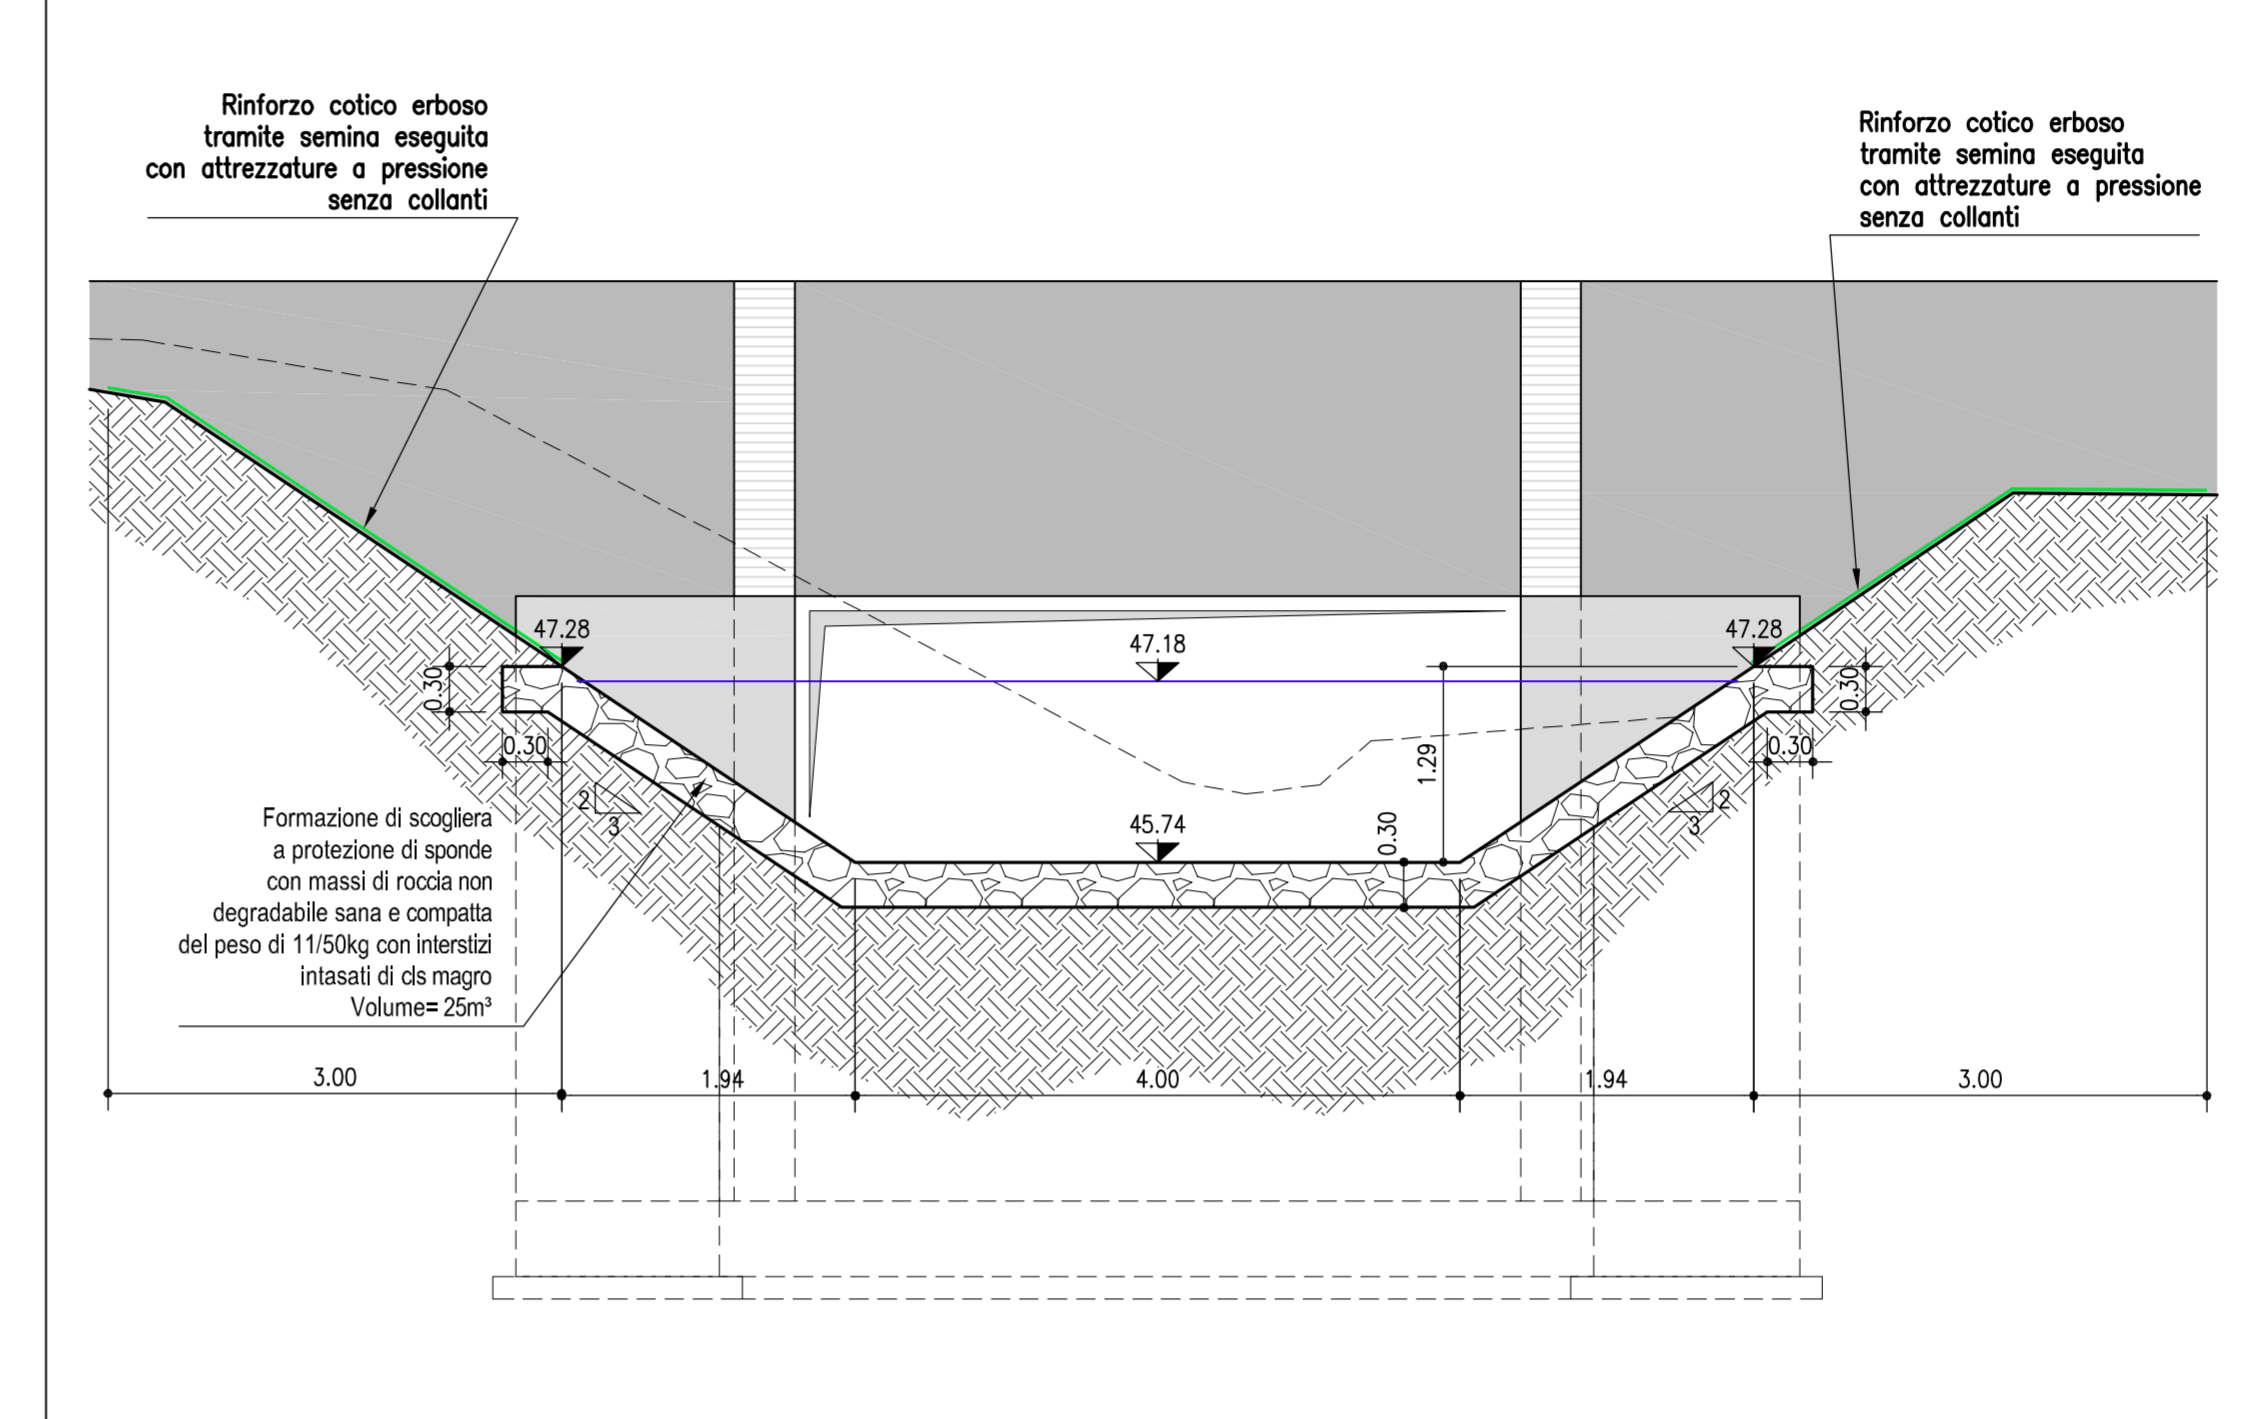 Rinforzo cotico erboso
tramite semina eseguita
con attrezzature a pressione
senza collanti
Rinforzo cotico erboso
tramite semina eseguita
con attrezzature a pressione
senza collanti
47.28
47.18
47.28
0.30
0.30
0.30
0.30
1.29
2
3
2
3
45.74
0.30
Formazione di scogliera
a protezione di sponde
con massi di roccia non
degradabile sana e compatta
del peso di 11/50kg con interstizi
intasati di cls magro
Volume= 25m³
3.00
1.94
4.00
1.94
3.00